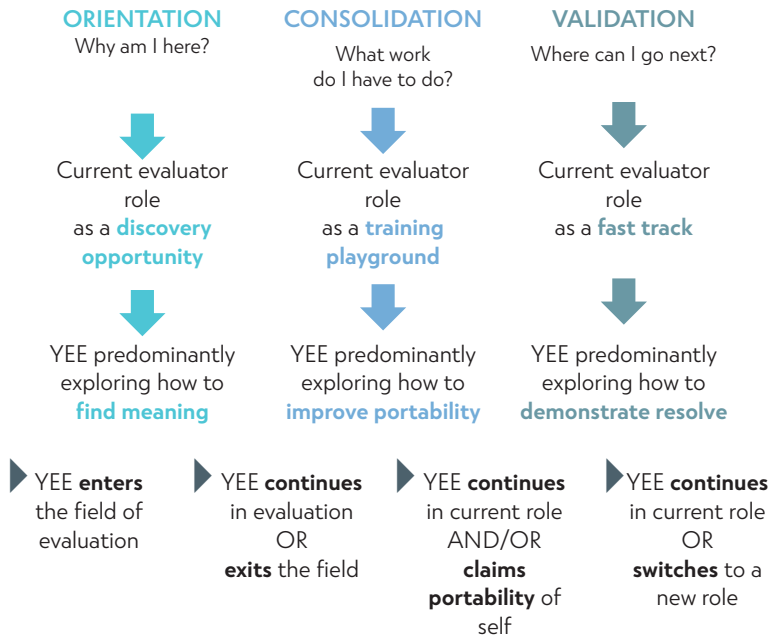 ORIENTATION
Why am I here?
Current evaluator
role
as a discovery
opportunity
YEE predominantly
exploring how to
find meaning
CONSOLIDATION
What work
do I have to do?
Current evaluator
role
as a training
playground
YEE predominantly
exploring how to
improve portability
VALIDATION
Where can I go next?
Current evaluator
role
as a fast track
YEE predominantly
exploring how to
demonstrate resolve
YEE enters
the field of
evaluation
YEE continues
in evaluation
OR
exits the field
YEE continues
in current role
AND/OR
claims
portability of
self
YEE continues
in current role
OR
switches to a
new role